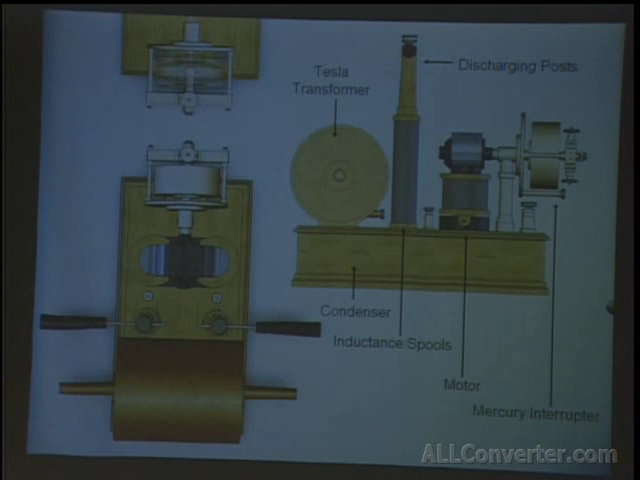 Discharging Posts
Tesla
Transformer
Condenser
Inductance Spools
Motor
Mercury Interrupter
ALLConverter.com